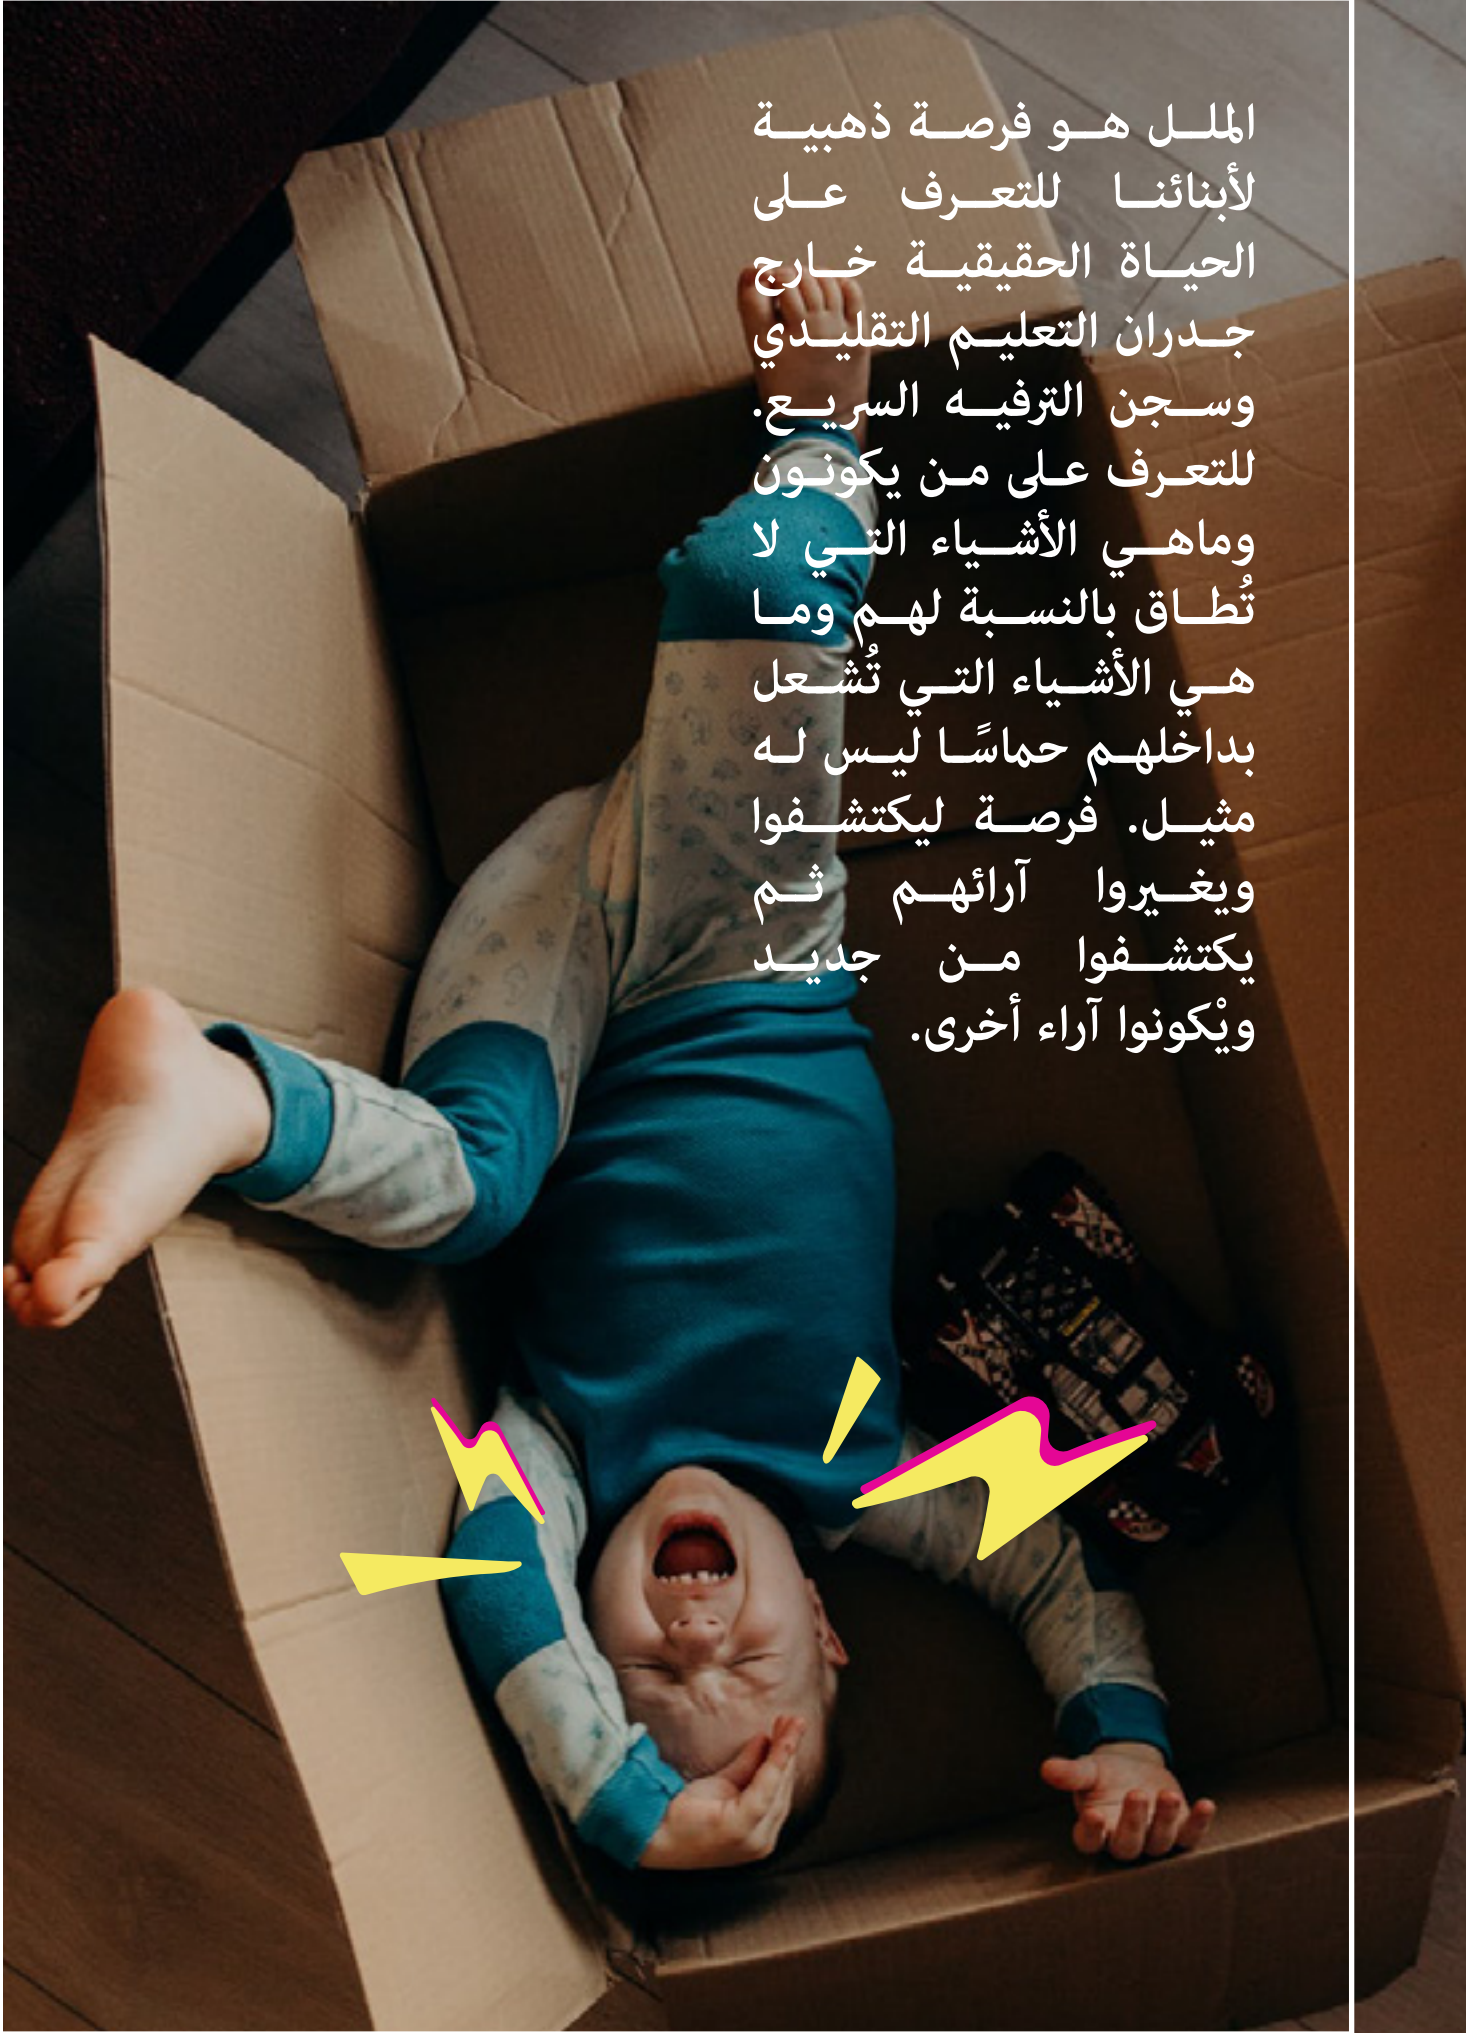 الملل هو فرصة ذهبية
لأبنائنا للتعرف على
الحياة الحقيقية خارج
جدران التعليم التقليدي
وسجن الترفيه السريع.
للتعرف على من يكونون
وماهي الأشياء التي لا
تُطاق بالنسبة لهم وما
هي الأشياء التي تُشعل
بداخلهم حماسًا ليس له
مثيل. فرصة ليكتشفوا
ويغيروا آرائهم ثم
يكتشفوا من جديد
ويْكونوا آراء أخرى.